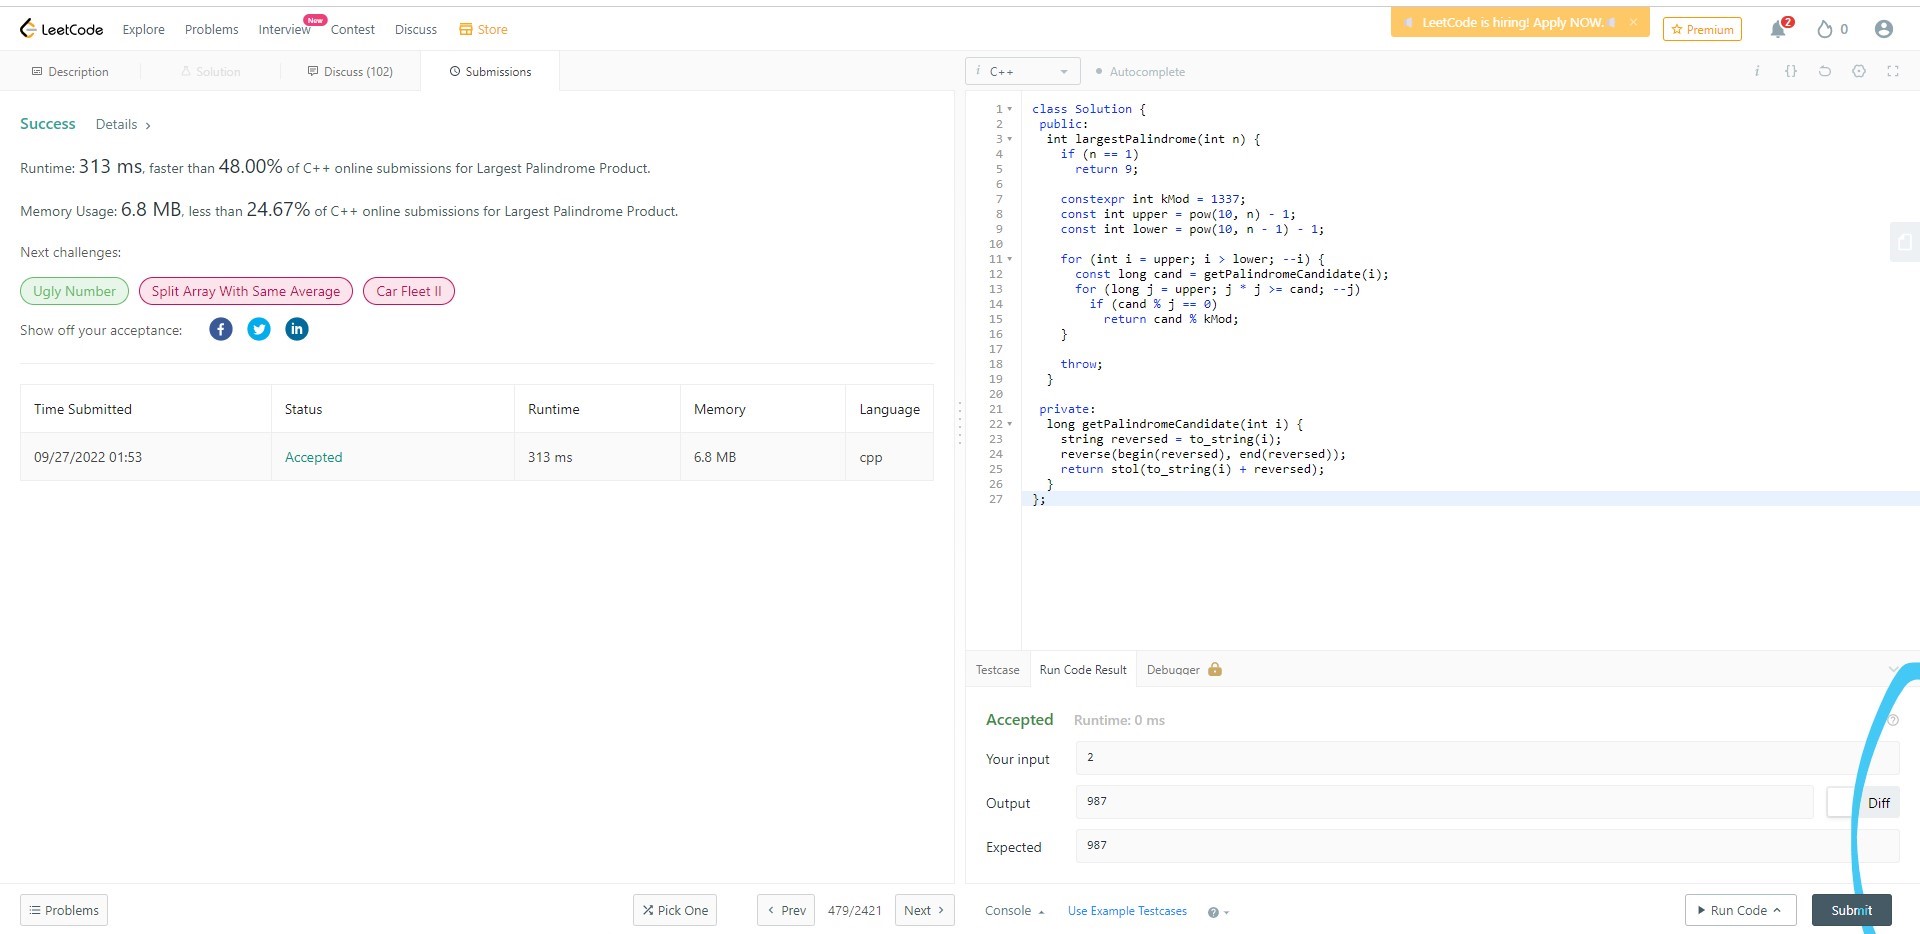 LeetCode Explore Problems Interview New Contest Discuss Store LeetCode is hiring! Apply NOW. × Premium 2 0
Description Solution Discuss (102) Submissions
i C++ Autocomplete i {}
Success Details >
Runtime: 313 ms, faster than 48.00% of C++ online submissions for Largest Palindrome Product.
Memory Usage: 6.8 MB, less than 24.67% of C++ online submissions for Largest Palindrome Product.
Next challenges:
Ugly Number Split Array With Same Average Car Fleet II
Show off your acceptance: f in
Time Submitted Status Runtime Memory Language
09/27/2022 01:53 Accepted 313 ms 6.8 MB cpp
Problems Pick One < Prev 479/2421 Next >
1 class Solution {
2 public:
3 int largestPalindrome(int n) {
4 if (n == 1)
5 return 9;
6
7 constexpr int kMod = 1337;
8 const int upper = pow(10, n) - 1;
9 const int lower = pow(10, n - 1) - 1;
10
11 for (int i = upper; i > lower; --i) {
12 const long cand = getPalindromeCandidate(i);
13 for (long j = upper; j * j >= cand; --j)
14 if (cand % j == 0)
15 return cand % kMod;
16 }
17
18 throw;
19 }
20
21 private:
22 long getPalindromeCandidate(int i) {
23 string reversed = to_string(i);
24 reverse(begin(reversed), end(reversed));
25 return stol(to_string(i) + reversed);
26 }
27 };
Testcase Run Code Result Debugger
Accepted Runtime: 0 ms ?
Your input 2
Output 987 Diff
Expected 987
Console Use Example Testcases ? Run Code Submit